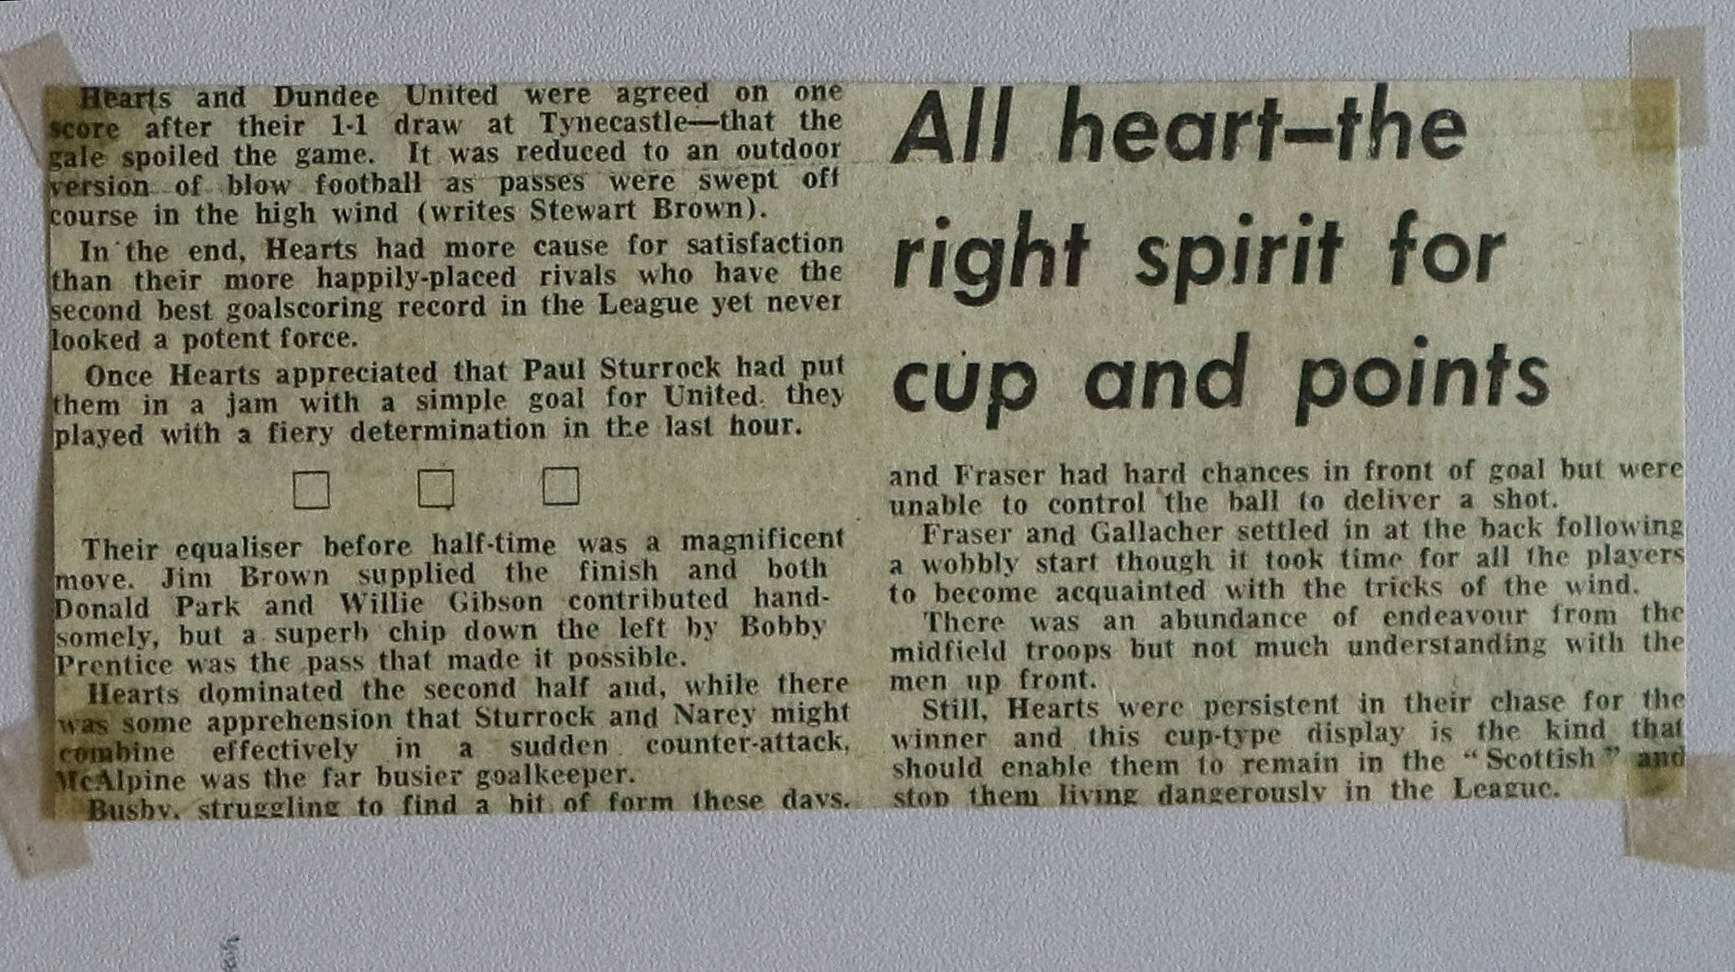 Hearts and Dundee United were agreed on one
score after their 1-1 draw at Tynecastle—that the
gale spoiled the game. It was reduced to an outdoor
version of blow football as passes were swept off
course in the high wind (writes Stewart Brown).
In the end, Hearts had more cause for satisfaction
than their more happily-placed rivals who have the
second best goalscoring record in the League yet never
looked a potent force.
Once Hearts appreciated that Paul Sturrock had put
them in a jam with a simple goal for United, they
played with a fiery determination in the last hour.
Their equaliser before half-time was a magnificent
move. Jim Brown supplied the finish and both
Donald Park and Willie Gibson contributed hand-
somely, but a superb chip down the left by Bobby
Prentice was the pass that made it possible.
Hearts dominated the second half and, while there
was some apprehension that Sturrock and Narey might
combine effectively in a sudden counter-attack,
McAlpine was the far busier goalkeeper.
Busby, struggling to find a bit of form these days,
All heart—the
right spirit for
cup and points
and Fraser had hard chances in front of goal but were
unable to control the ball to deliver a shot.
Fraser and Gallacher settled in at the back following
a wobbly start though it took time for all the players
to become acquainted with the tricks of the wind.
There was an abundance of endeavour from the
midfield troops but not much understanding with the
men up front.
Still, Hearts were persistent in their chase for the
winner and this cup-type display is the kind that
should enable them to remain in the "Scottish" and
stop them living dangerously in the League.